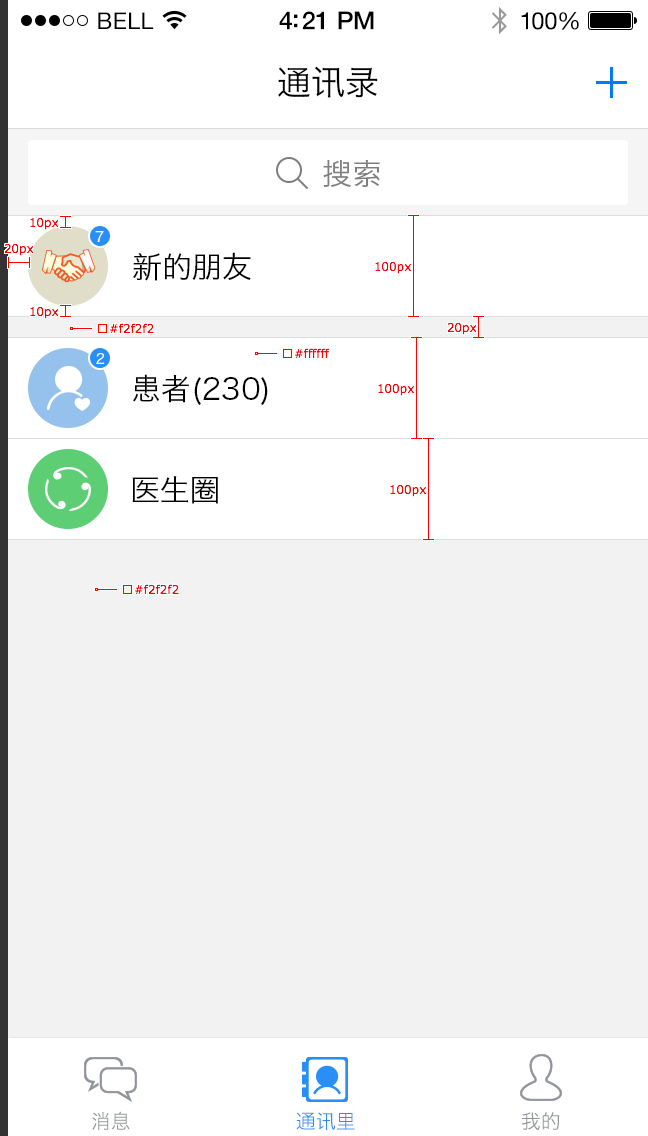 BELL 4:21 PM 100%
通讯录
搜索
10px
7
20px
新的朋友
100px
10px
#f2f2f2
20px
#ffffff
2
患者(230)
100px
医生圈
100px
#f2f2f2
消息 通讯里 我的